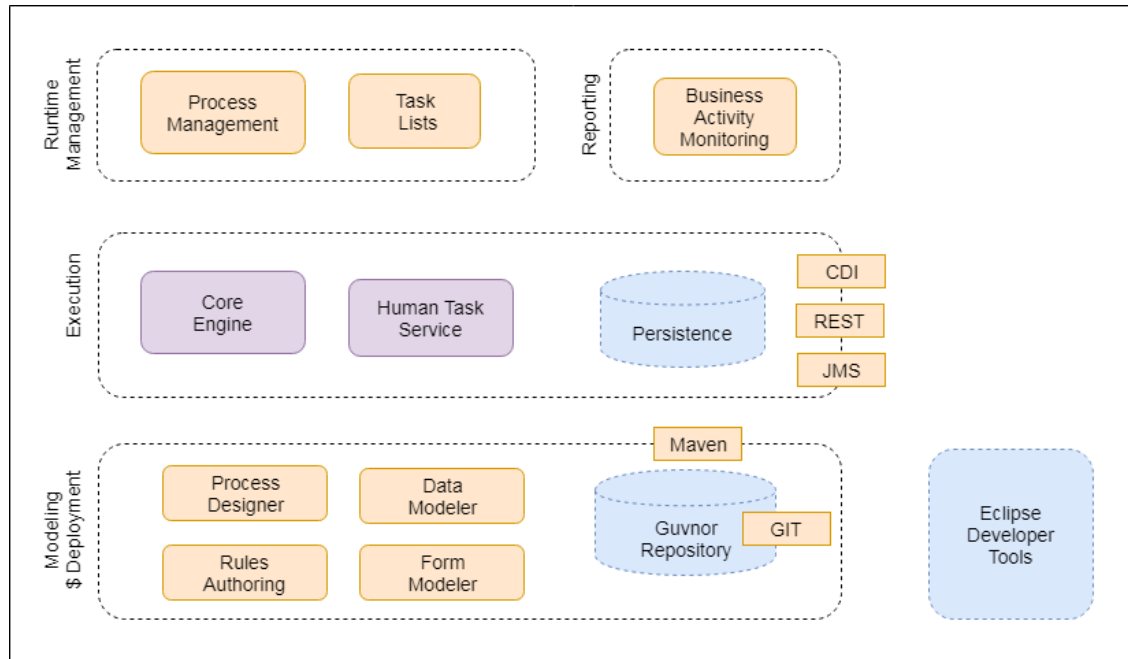 Runtime
Management
Process
Management
Task
Lists
Reporting
Business
Activity
Monitoring
Execution
Core
Engine
Human Task
Service
Persistence
CDI
REST
JMS
Modeling
$ Deployment
Process
Designer
Data
Modeler
Rules
Authoring
Form
Modeler
Maven
Guvnor
Repository
GIT
Eclipse
Developer
Tools